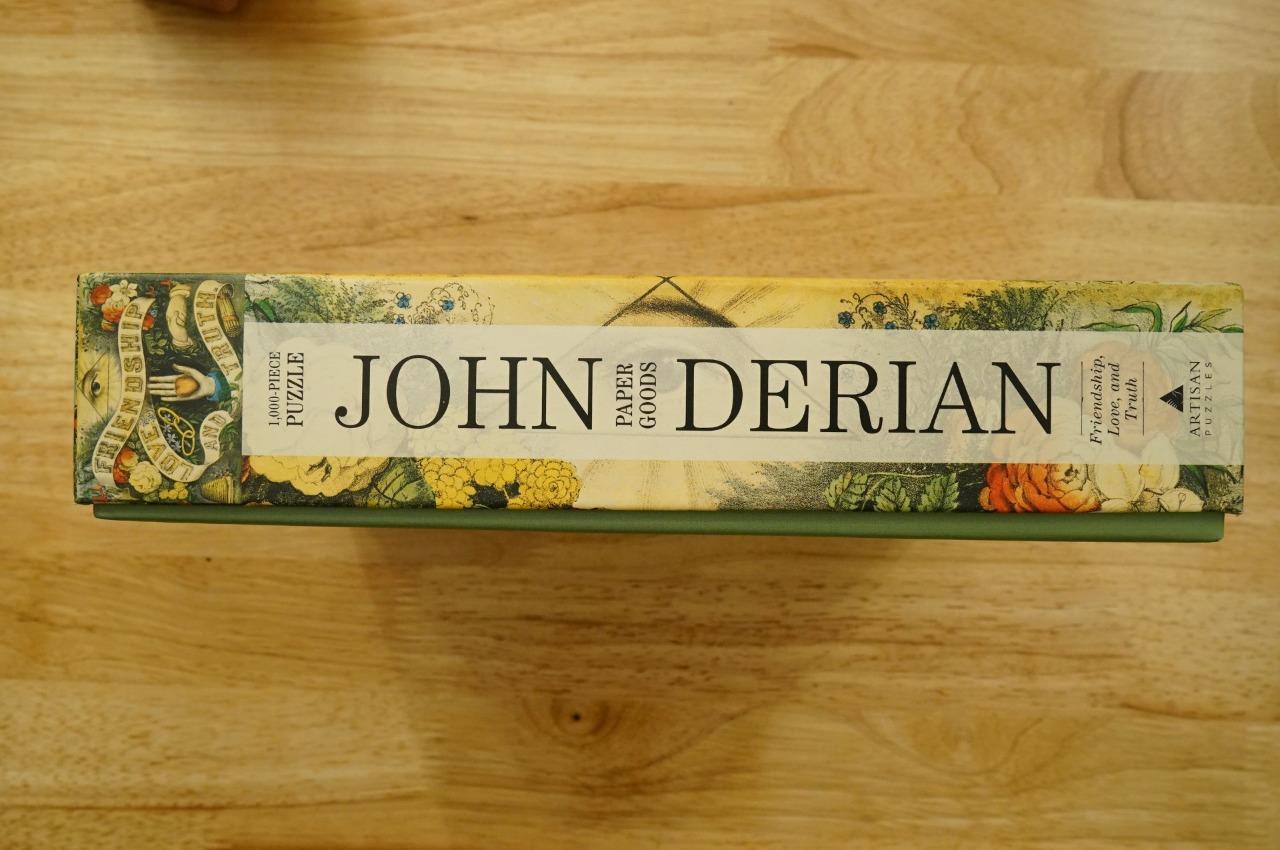 FRIENDSHIP
LOVE
AND
TRUTH
1,000-PIECE
PUZZLE
JOHN
PAPER
GOODS
DERIAN
Friendship,
Love, and
Truth
ARTISAN
PUZZLES